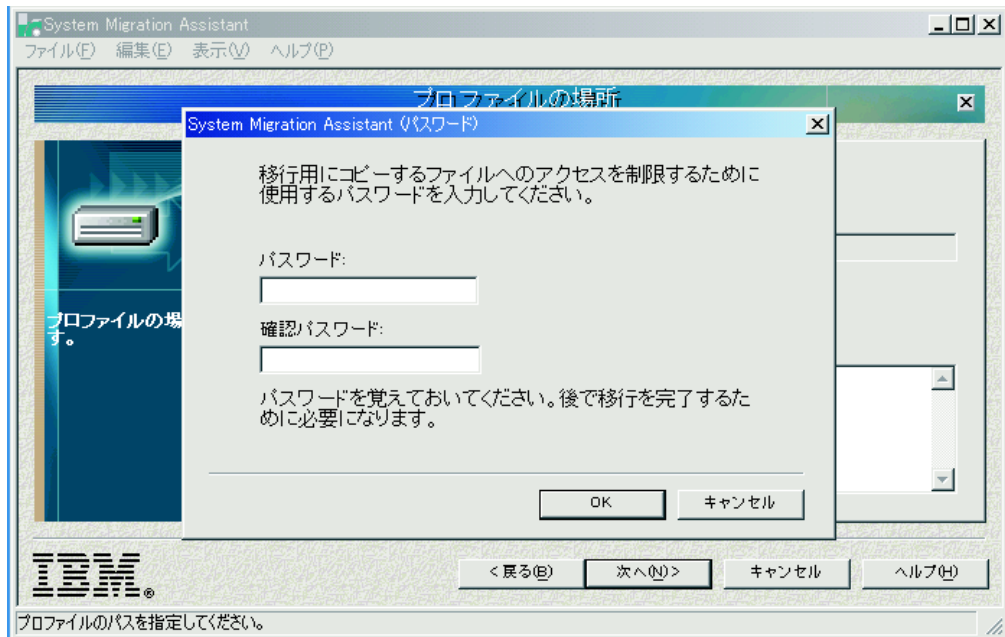 System Migration Assistant
ファイル(F) 編集(E) 表示(V) ヘルプ(P)
プロファイルの場所
System Migration Assistant (パスワード)
移行用にコピーするファイルへのアクセスを制限するために
使用するパスワードを入力してください。
パスワード:
確認パスワード:
パスワードを覚えておいてください。後で移行を完了するた
めに必要になります。
OK キャンセル
プロファイルの場
す。
IBM®
<戻る(B) 次へ(N)> キャンセル ヘルプ(H)
プロファイルのパスを指定してください。